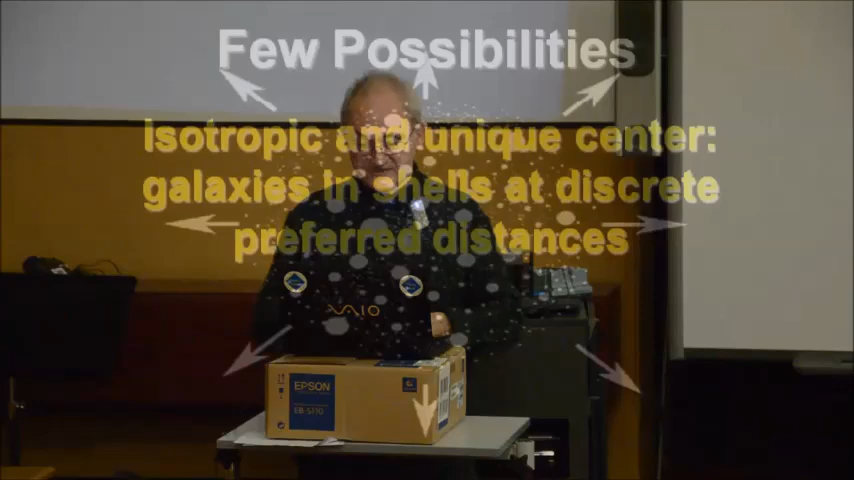 Few Possibilities
Isotropic and unique center:
galaxies in shells at discrete
preferred distances
VAIO
EPSON
EB-S110